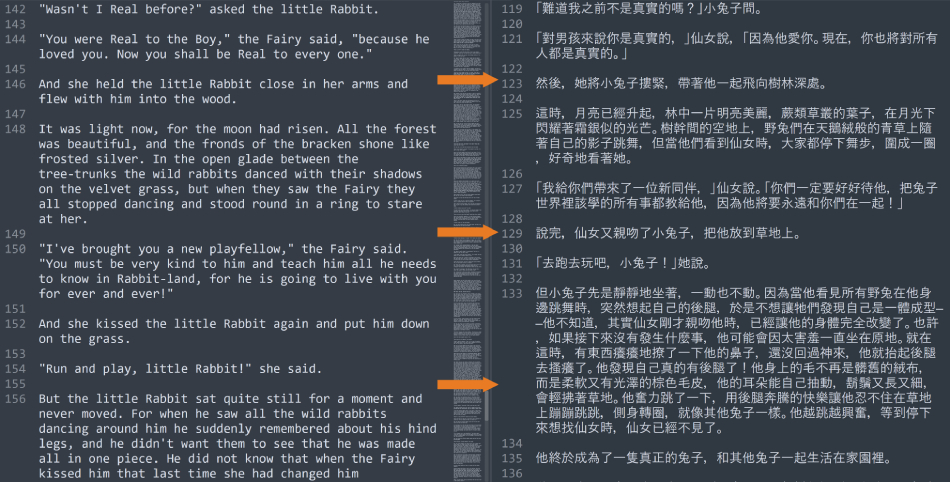 142 "Wasn't I Real before?" asked the little Rabbit.
143
144 "You were Real to the Boy," the Fairy said, "because he
loved you. Now you shall be Real to every one."
145
146 And she held the little Rabbit close in her arms and
flew with him into the wood.
147
148 It was light now, for the moon had risen. All the forest
was beautiful, and the fronds of the bracken shone like
frosted silver. In the open glade between the
tree-trunks the wild rabbits danced with their shadows
on the velvet grass, but when they saw the Fairy they
all stopped dancing and stood round in a ring to stare
at her.
149
150 "I've brought you a new playfellow," the Fairy said.
"You must be very kind to him and teach him all he needs
to know in Rabbit-land, for he is going to live with you
for ever and ever!"
151
152 And she kissed the little Rabbit again and put him down
on the grass.
153
154 "Run and play, little Rabbit!" she said.
155
156 But the little Rabbit sat quite still for a moment and
never moved. For when he saw all the wild rabbits
dancing around him he suddenly remembered about his hind
legs, and he didn't want them to see that he was made
all in one piece. He did not know that when the Fairy
kissed him that last time she had changed him
119 「難道我之前不是真實的嗎?」小兔子問。
120
121 「對男孩來說你是真實的,」仙女說,「因為他愛你。現在,你也將對所有
人都是真實的。」
122
123 然後,她將小兔子摟緊,帶著他一起飛向樹林深處。
124
125 這時,月亮已經升起,林中一片明亮美麗,蕨類草叢的葉子,在月光下
閃耀著霜銀似的光芒。樹幹間的空地上,野兔們在天鵝絨般的青草上隨
著自己的影子跳舞,但當他們看到仙女時,大家都停下舞步,圍成一圈
,好奇地看著她。
126
127 「我給你們帶來了一位新同伴,」仙女說。「你們一定要好好待他,把兔子
世界裡該學的所有事都教給他,因為他將要永遠和你們在一起!」
128
129 說完,仙女又親吻了小兔子,把他放到草地上。
130
131 「去跑去玩吧,小兔子!」她說。
132
133 但小兔子先是靜靜地坐著,一動也不動。因為當他看見所有野兔在他身
邊跳舞時,突然想起自己的後腿,於是不想讓牠們發現自己是一體成型—
—他不知道,其實仙女剛才親吻他時,已經讓他的身體完全改變了。也許
,如果接下來沒有發生什麼事,他可能會因太害羞一直坐在原地。就在
這時,有東西癢癢地撩了一下他的鼻子,還沒回過神來,他就抬起後腿
去搔癢了。他發現自己真的有後腿了!他身上的毛不再是髒舊的絨布,
而是柔軟又有光澤的棕色毛皮,他的耳朵能自己抽動,鬍鬚又長又細,
會輕拂著草地。他奮力跳了一下,用後腿奔騰的快樂讓他忍不住在草地
上蹦蹦跳跳,側身轉圈,就像其他兔子一樣。他越跳越興奮,等到停下
來想找仙女時,仙女已經不見了。
134
135 他終於成為了一隻真正的兔子,和其他兔子一起生活在家園裡。
136